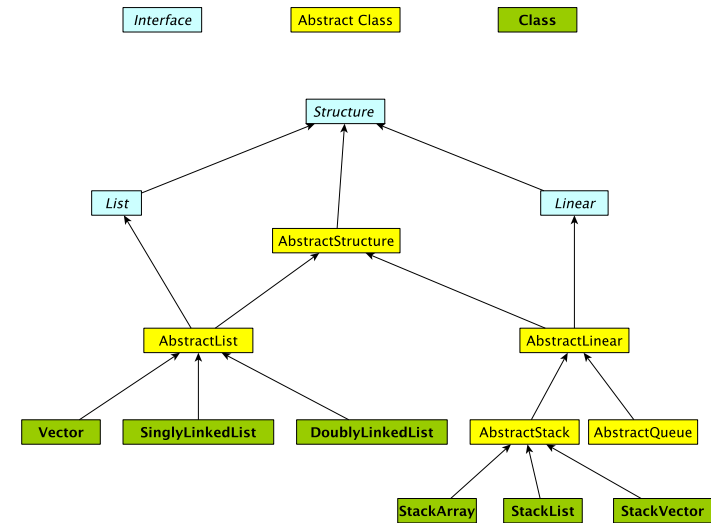 Interface
Abstract Class
Class
Structure
List
Linear
AbstractStructure
AbstractList
AbstractLinear
Vector
SinglyLinkedList
DoublyLinkedList
AbstractStack
AbstractQueue
StackArray
StackList
StackVector